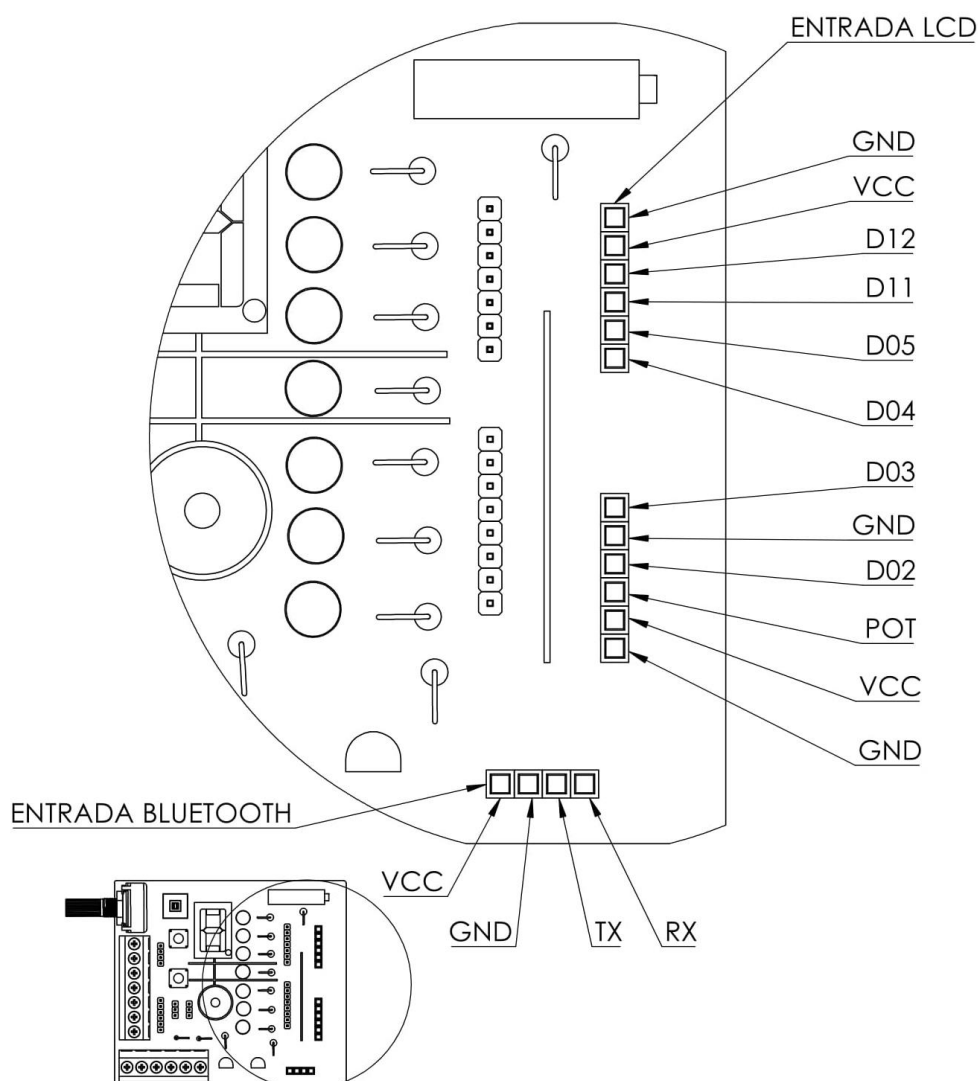 ENTRADA LCD
GND
VCC
D12
D11
D05
D04
D03
GND
D02
POT
VCC
GND
ENTRADA BLUETOOTH
VCC
GND
TX
RX